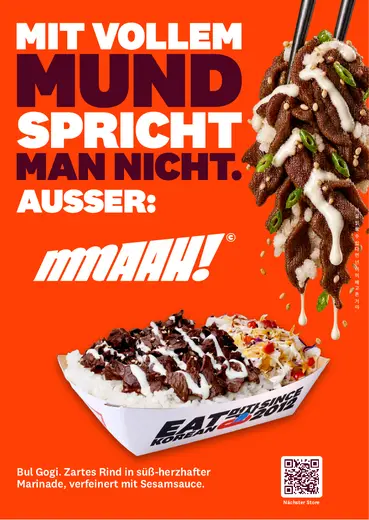 MIT VOLLEM
MUND
SPRICHT
MAN NICHT.
AUSSER:
mmAAH!©
EAT
KOREAN
SINCE
2012
Bul Gogi. Zartes Rind in süß-herzhafter
Marinade, verfeinert mit Sesamsauce.
Nächster Store